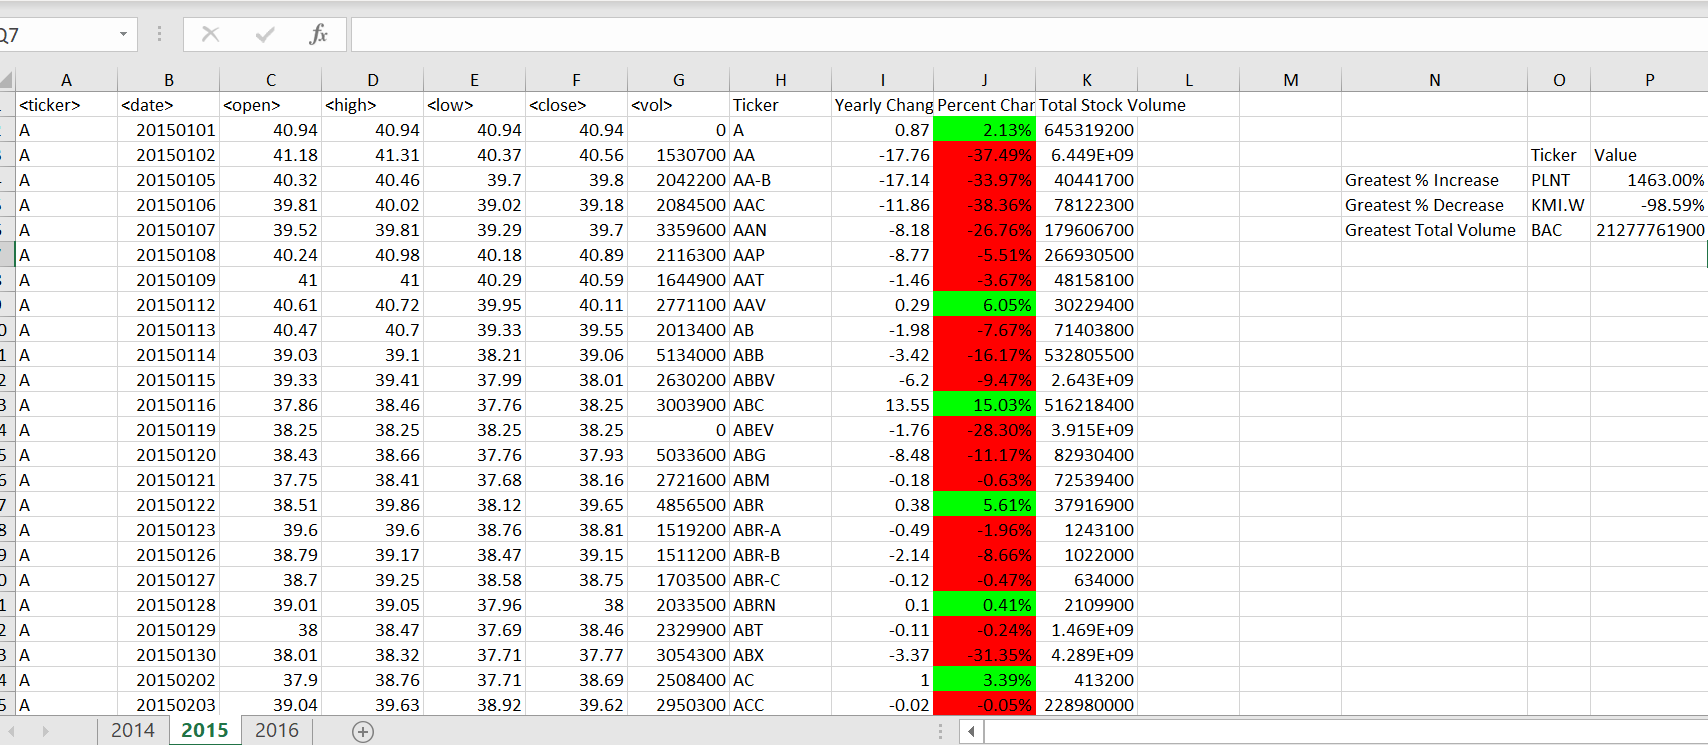 Q7 fx
A B C D E F G H I J K L M N O P
<ticker> <date> <open> <high> <low> <close> <vol> Ticker Yearly Chang Percent Char Total Stock Volume
A 20150101 40.94 40.94 40.94 40.94 0 A 0.87 2.13% 645319200
A 20150102 41.18 41.31 40.37 40.56 1530700 AA -17.76 -37.49% 6.449E+09 Ticker Value
A 20150105 40.32 40.46 39.7 39.8 2042200 AA-B -17.14 -33.97% 40441700 Greatest % Increase PLNT 1463.00%
A 20150106 39.81 40.02 39.02 39.18 2084500 AAC -11.86 -38.36% 78122300 Greatest % Decrease KMI.W -98.59%
A 20150107 39.52 39.81 39.29 39.7 3359600 AAN -8.18 -26.76% 179606700 Greatest Total Volume BAC 21277761900
A 20150108 40.24 40.98 40.18 40.89 2116300 AAP -8.77 -5.51% 266930500
A 20150109 41 41 40.29 40.59 1644900 AAT -1.46 -3.67% 48158100
A 20150112 40.61 40.72 39.95 40.11 2771100 AAV 0.29 6.05% 30229400
A 20150113 40.47 40.7 39.33 39.55 2013400 AB -1.98 -7.67% 71403800
A 20150114 39.03 39.1 38.21 39.06 5134000 ABB -3.42 -16.17% 532805500
A 20150115 39.33 39.41 37.99 38.01 2630200 ABBV -6.2 -9.47% 2.643E+09
A 20150116 37.86 38.46 37.76 38.25 3003900 ABC 13.55 15.03% 516218400
A 20150119 38.25 38.25 38.25 38.25 0 ABEV -1.76 -28.30% 3.915E+09
A 20150120 38.43 38.66 37.76 37.93 5033600 ABG -8.48 -11.17% 82930400
A 20150121 37.75 38.41 37.68 38.16 2721600 ABM -0.18 -0.63% 72539400
A 20150122 38.51 39.86 38.12 39.65 4856500 ABR 0.38 5.61% 37916900
A 20150123 39.6 39.6 38.76 38.81 1519200 ABR-A -0.49 -1.96% 1243100
A 20150126 38.79 39.17 38.47 39.15 1511200 ABR-B -2.14 -8.66% 1022000
A 20150127 38.7 39.25 38.58 38.75 1703500 ABR-C -0.12 -0.47% 634000
A 20150128 39.01 39.05 37.96 38 2033500 ABRN 0.1 0.41% 2109900
A 20150129 38 38.47 37.69 38.46 2329900 ABT -0.11 -0.24% 1.469E+09
A 20150130 38.01 38.32 37.71 37.77 3054300 ABX -3.37 -31.35% 4.289E+09
A 20150202 37.9 38.76 37.71 38.69 2508400 AC 1 3.39% 413200
A 20150203 39.04 39.63 38.92 39.62 2950300 ACC -0.02 -0.05% 228980000
2014 2015 2016